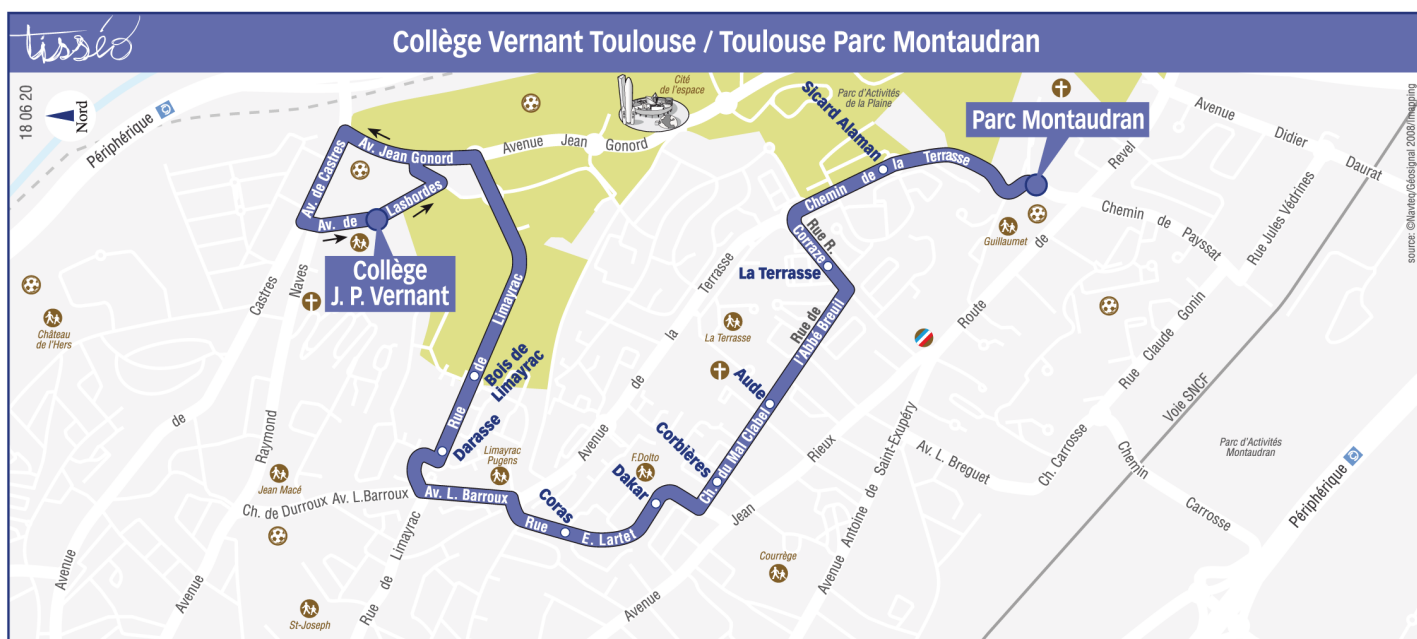 tisséo
Collège Vernant Toulouse / Toulouse Parc Montaudran
18 06 20
Nord
Périphérique
Cité
de l'espace
Parc d'Activités
de la Plaine
Sicard Alaman
Parc Montaudran
Avenue Didier Daurat
source: ©Navteq/Géosignal 2008/Immapping
Av. Jean Gonord
Avenue Jean Gonord
Av. de Castres
Av. de Lasbordes
Collège
J. P. Vernant
Chemin de la Terrasse
Revel
Guillaumet
Chemin de Payssat
Rue Jules Védrines
Rue R.
Corraze
La Terrasse
Rue de
l'Abbé Breuil
Castres
Naves
Château
de l'Hers
Rue de Limayrac
Bois de
Limayrac
Terrasse
la
de
Avenue
La Terrasse
Route
de
Rue Claude Gonin
Voie SNCF
Aude
Corbières
Ch. du Mal Clabel
Darasse
de
Raymond
Jean Macé
Limayrac
Pugens
F.Dolto
Dakar
Coras
Rieux
Jean
Avenue
Avenue Antoine de Saint-Exupéry
Av. L. Breguet
Ch. Carrosse
Chemin
Carrosse
Parc d'Activités
Montaudran
Périphérique
Ch. de Durroux
Av. L.Barroux
Av. L. Barroux
Rue E. Lartet
Avenue
Avenue
Rue de Limayrac
St-Joseph
Courrège